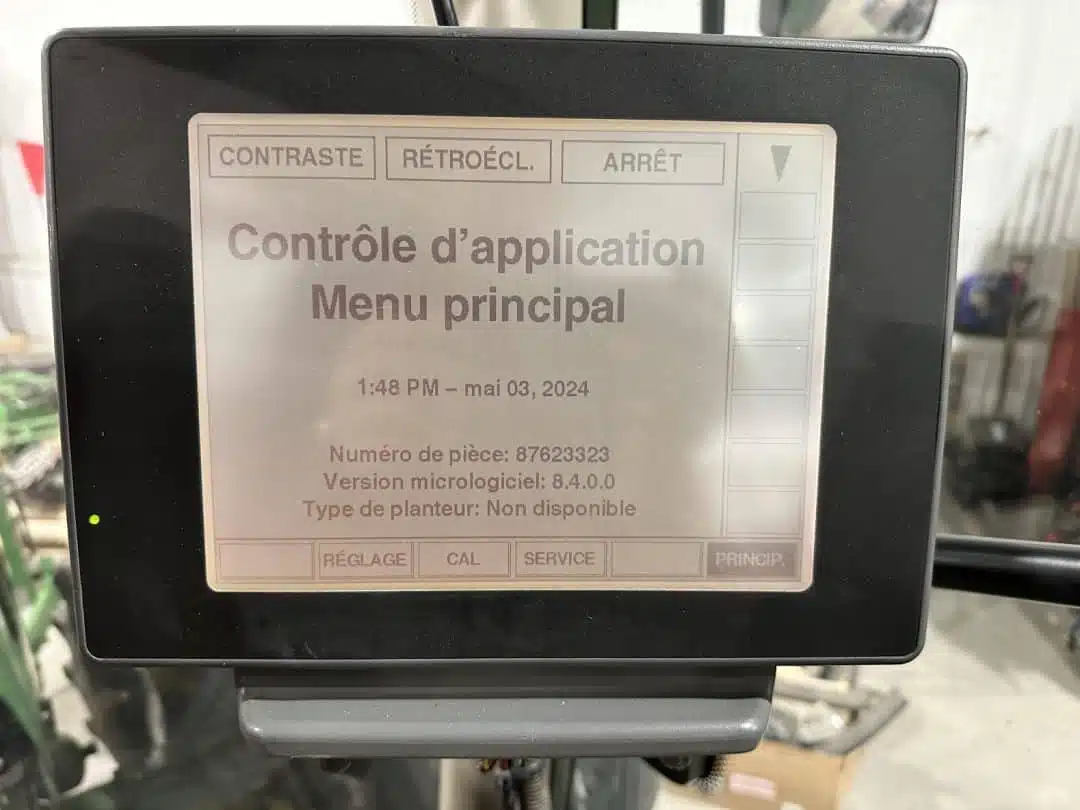 CONTRASTE RÉTROÉCL. ARRÊT
Contrôle d'application
Menu principal
1:48 PM – mai 03, 2024
Numéro de pièce: 87623323
Version micrologiciel: 8.4.0.0
Type de planteur: Non disponible
RÉGLAGE CAL SERVICE PRINCIP.